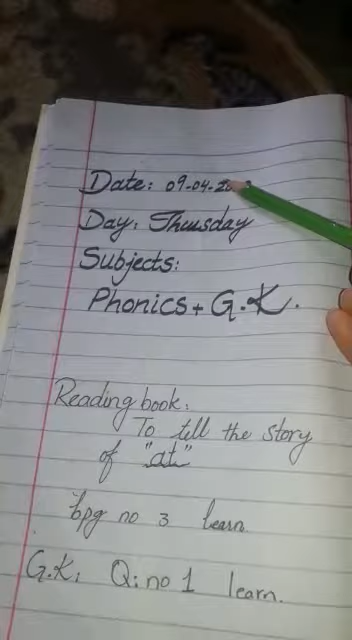 Date: 09-04-20
Day: Thursday
Subjects:
Phonics + G.K.
Reading book:
To tell the story
of "at"
bpg no 3 learn.
G.K: Q: no 1 learn.